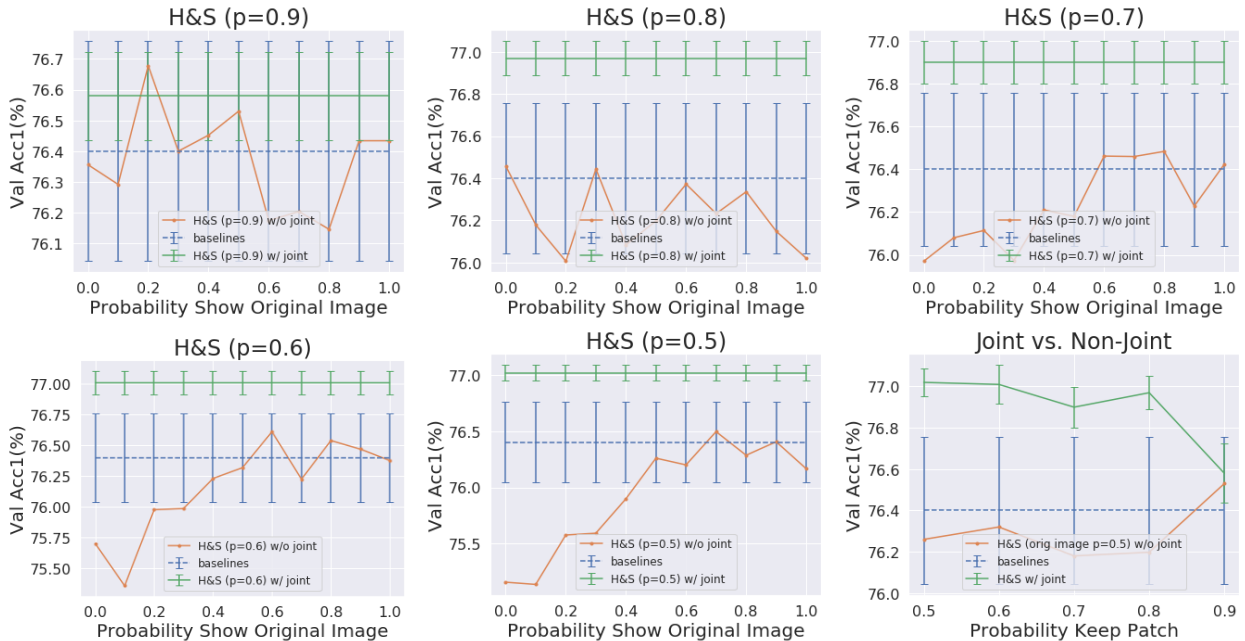 H&S (p=0.9)
Val Acc1(%)
76.7
76.6
76.5
76.4
76.3
76.2
76.1
H&S (p=0.9) w/o joint
baselines
H&S (p=0.9) w/ joint
0.0 0.2 0.4 0.6 0.8 1.0
Probability Show Original Image
H&S (p=0.8)
Val Acc1(%)
77.0
76.8
76.6
76.4
76.2
76.0
H&S (p=0.8) w/o joint
baselines
H&S (p=0.8) w/ joint
0.0 0.2 0.4 0.6 0.8 1.0
Probability Show Original Image
H&S (p=0.7)
Val Acc1(%)
77.0
76.8
76.6
76.4
76.2
76.0
H&S (p=0.7) w/o joint
baselines
H&S (p=0.7) w/ joint
0.0 0.2 0.4 0.6 0.8 1.0
Probability Show Original Image
H&S (p=0.6)
Val Acc1(%)
77.00
76.75
76.50
76.25
76.00
75.75
75.50
H&S (p=0.6) w/o joint
baselines
H&S (p=0.6) w/ joint
0.0 0.2 0.4 0.6 0.8 1.0
Probability Show Original Image
H&S (p=0.5)
Val Acc1(%)
77.0
76.5
76.0
75.5
H&S (p=0.5) w/o joint
baselines
H&S (p=0.5) w/ joint
0.0 0.2 0.4 0.6 0.8 1.0
Probability Show Original Image
Joint vs. Non-Joint
Val Acc1(%)
77.0
76.8
76.6
76.4
76.2
76.0
H&S (orig image p=0.5) w/o joint
baselines
H&S w/ joint
0.5 0.6 0.7 0.8 0.9
Probability Keep Patch